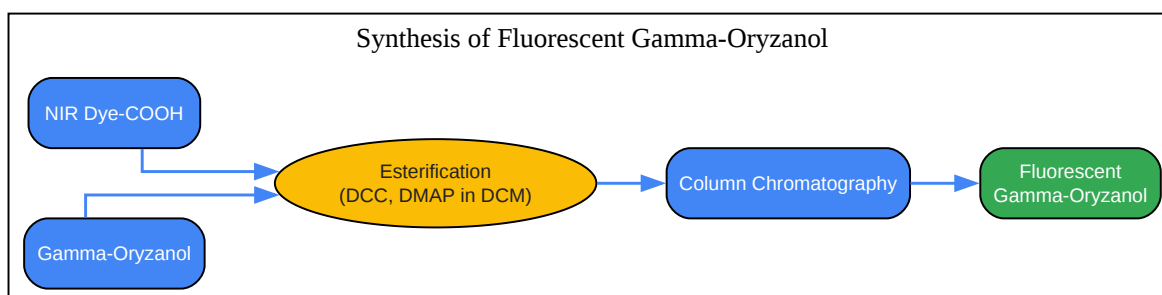 Synthesis of Fluorescent Gamma-Oryzanol
NIR Dye-COOH
Gamma-Oryzanol
Esterification
(DCC, DMAP in DCM)
Column Chromatography
Fluorescent
Gamma-Oryzanol